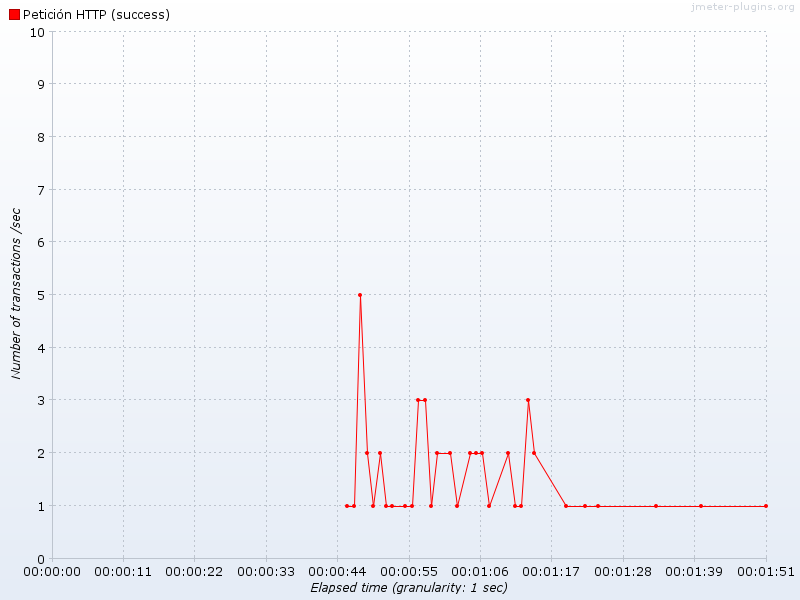 jmeter-plugins.org
Petición HTTP (success)
10
9
8
7
6
5
4
3
2
1
0
Number of transactions /sec
00:00:00 00:00:11 00:00:22 00:00:33 00:00:44 00:00:55 00:01:06 00:01:17 00:01:28 00:01:39 00:01:51
Elapsed time (granularity: 1 sec)